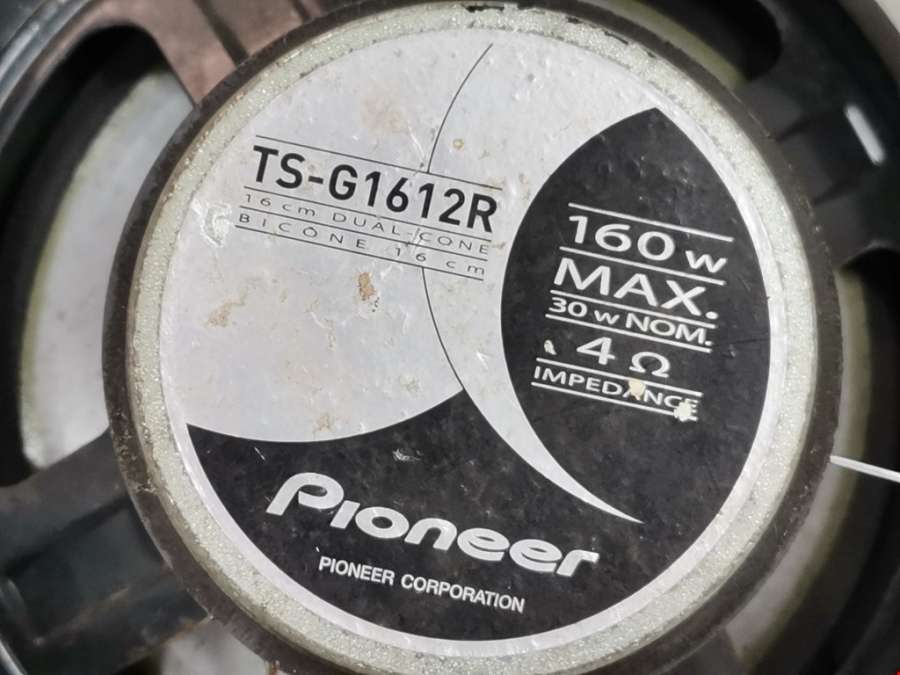 TS-G1612R
16 cm DUAL-CONE
BICÔNE 16 cm
160 w
MAX.
30 w NOM.
4 Ω
IMPEDANCE
Pioneer
PIONEER CORPORATION